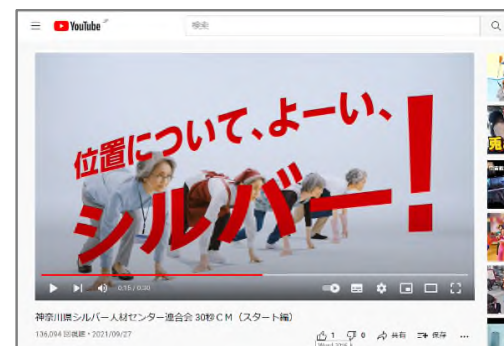 YouTube JP
検索
位置について、よーい、
シルバー!
0:15 / 0:30
神奈川県シルバー人材センター連合会 30秒CM(スタート編)
106,094 回視聴・2021/09/27
1 0 共有 保存